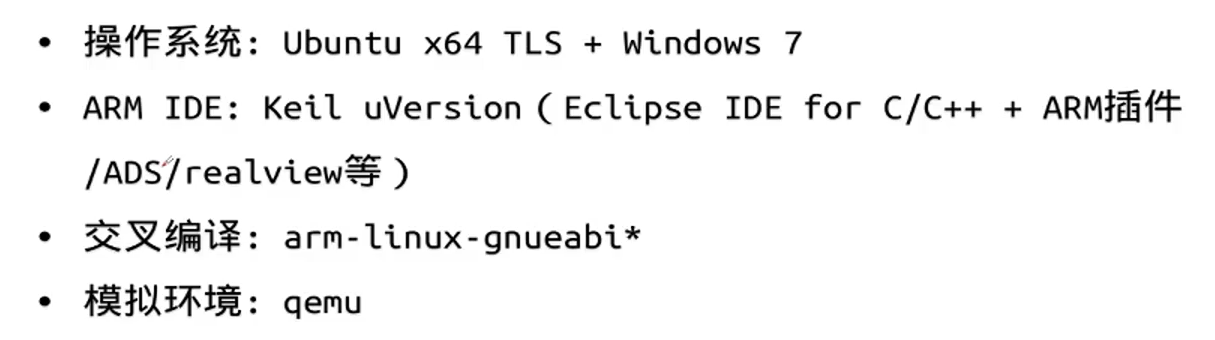 • 操作系统：Ubuntu x64 TLS + Windows 7
• ARM IDE: Keil uVersion（Eclipse IDE for C/C++ + ARM插件
/ADS/realview等）
• 交叉编译：arm-linux-gnueabi*
• 模拟环境：qemu